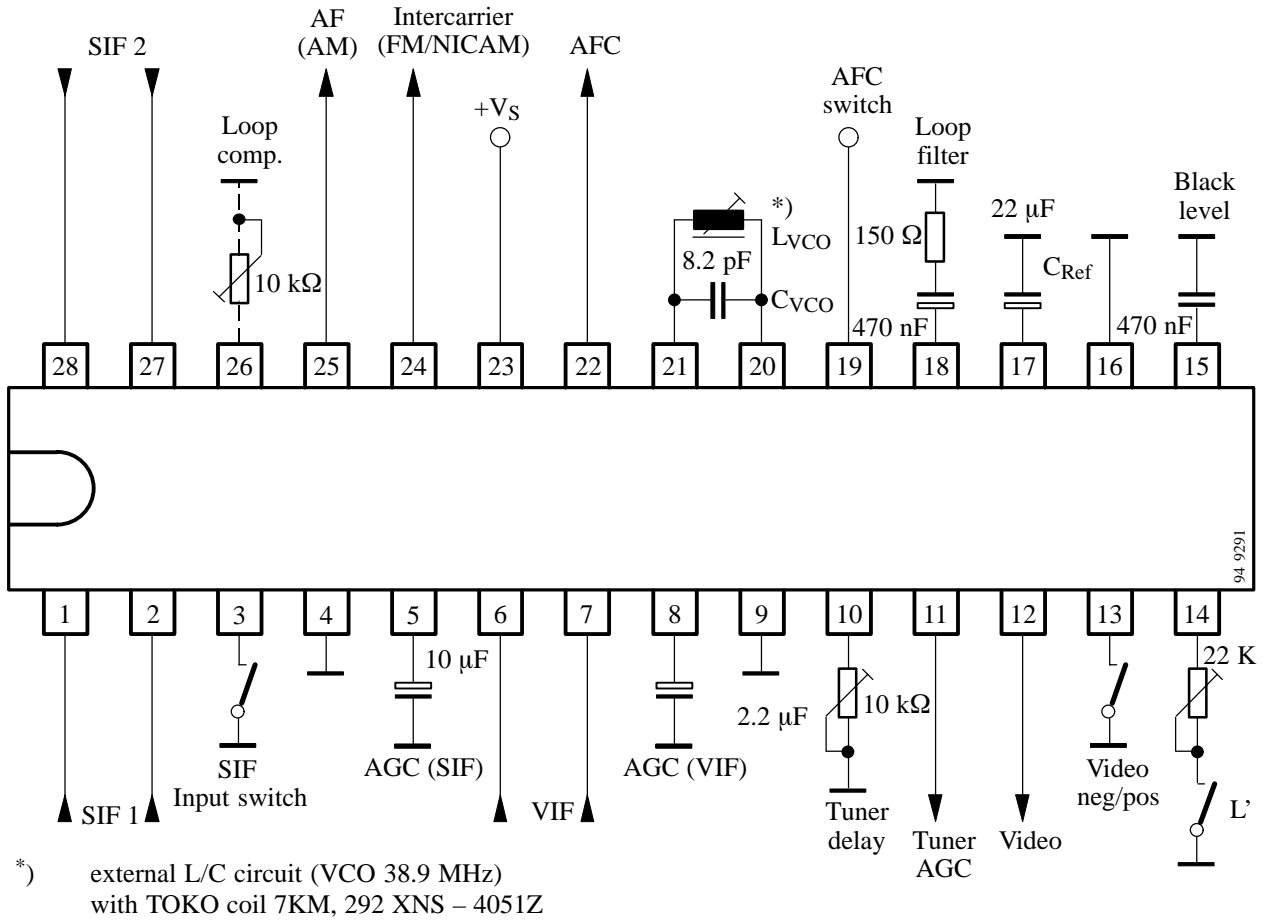 SIF 2
AF
(AM)
Intercarrier
(FM/NICAM)
AFC
AFC
switch
+VS
Loop
comp.
Loop
filter
Black
level
*)
LVCO
150 Ω
22 µF
8.2 pF
CRef
10 kΩ
CVCO
470 nF
470 nF
28 27 26 25 24 23 22 21 20 19 18 17 16 15
94 9291
1 2 3 4 5 6 7 8 9 10 11 12 13 14
10 µF
22 K
2.2 µF
10 kΩ
SIF
Input switch
AGC (SIF)
AGC (VIF)
Video
neg/pos
SIF 1
VIF
Tuner
delay
Tuner
AGC
Video
L’
*) external L/C circuit (VCO 38.9 MHz)
with TOKO coil 7KM, 292 XNS – 4051Z